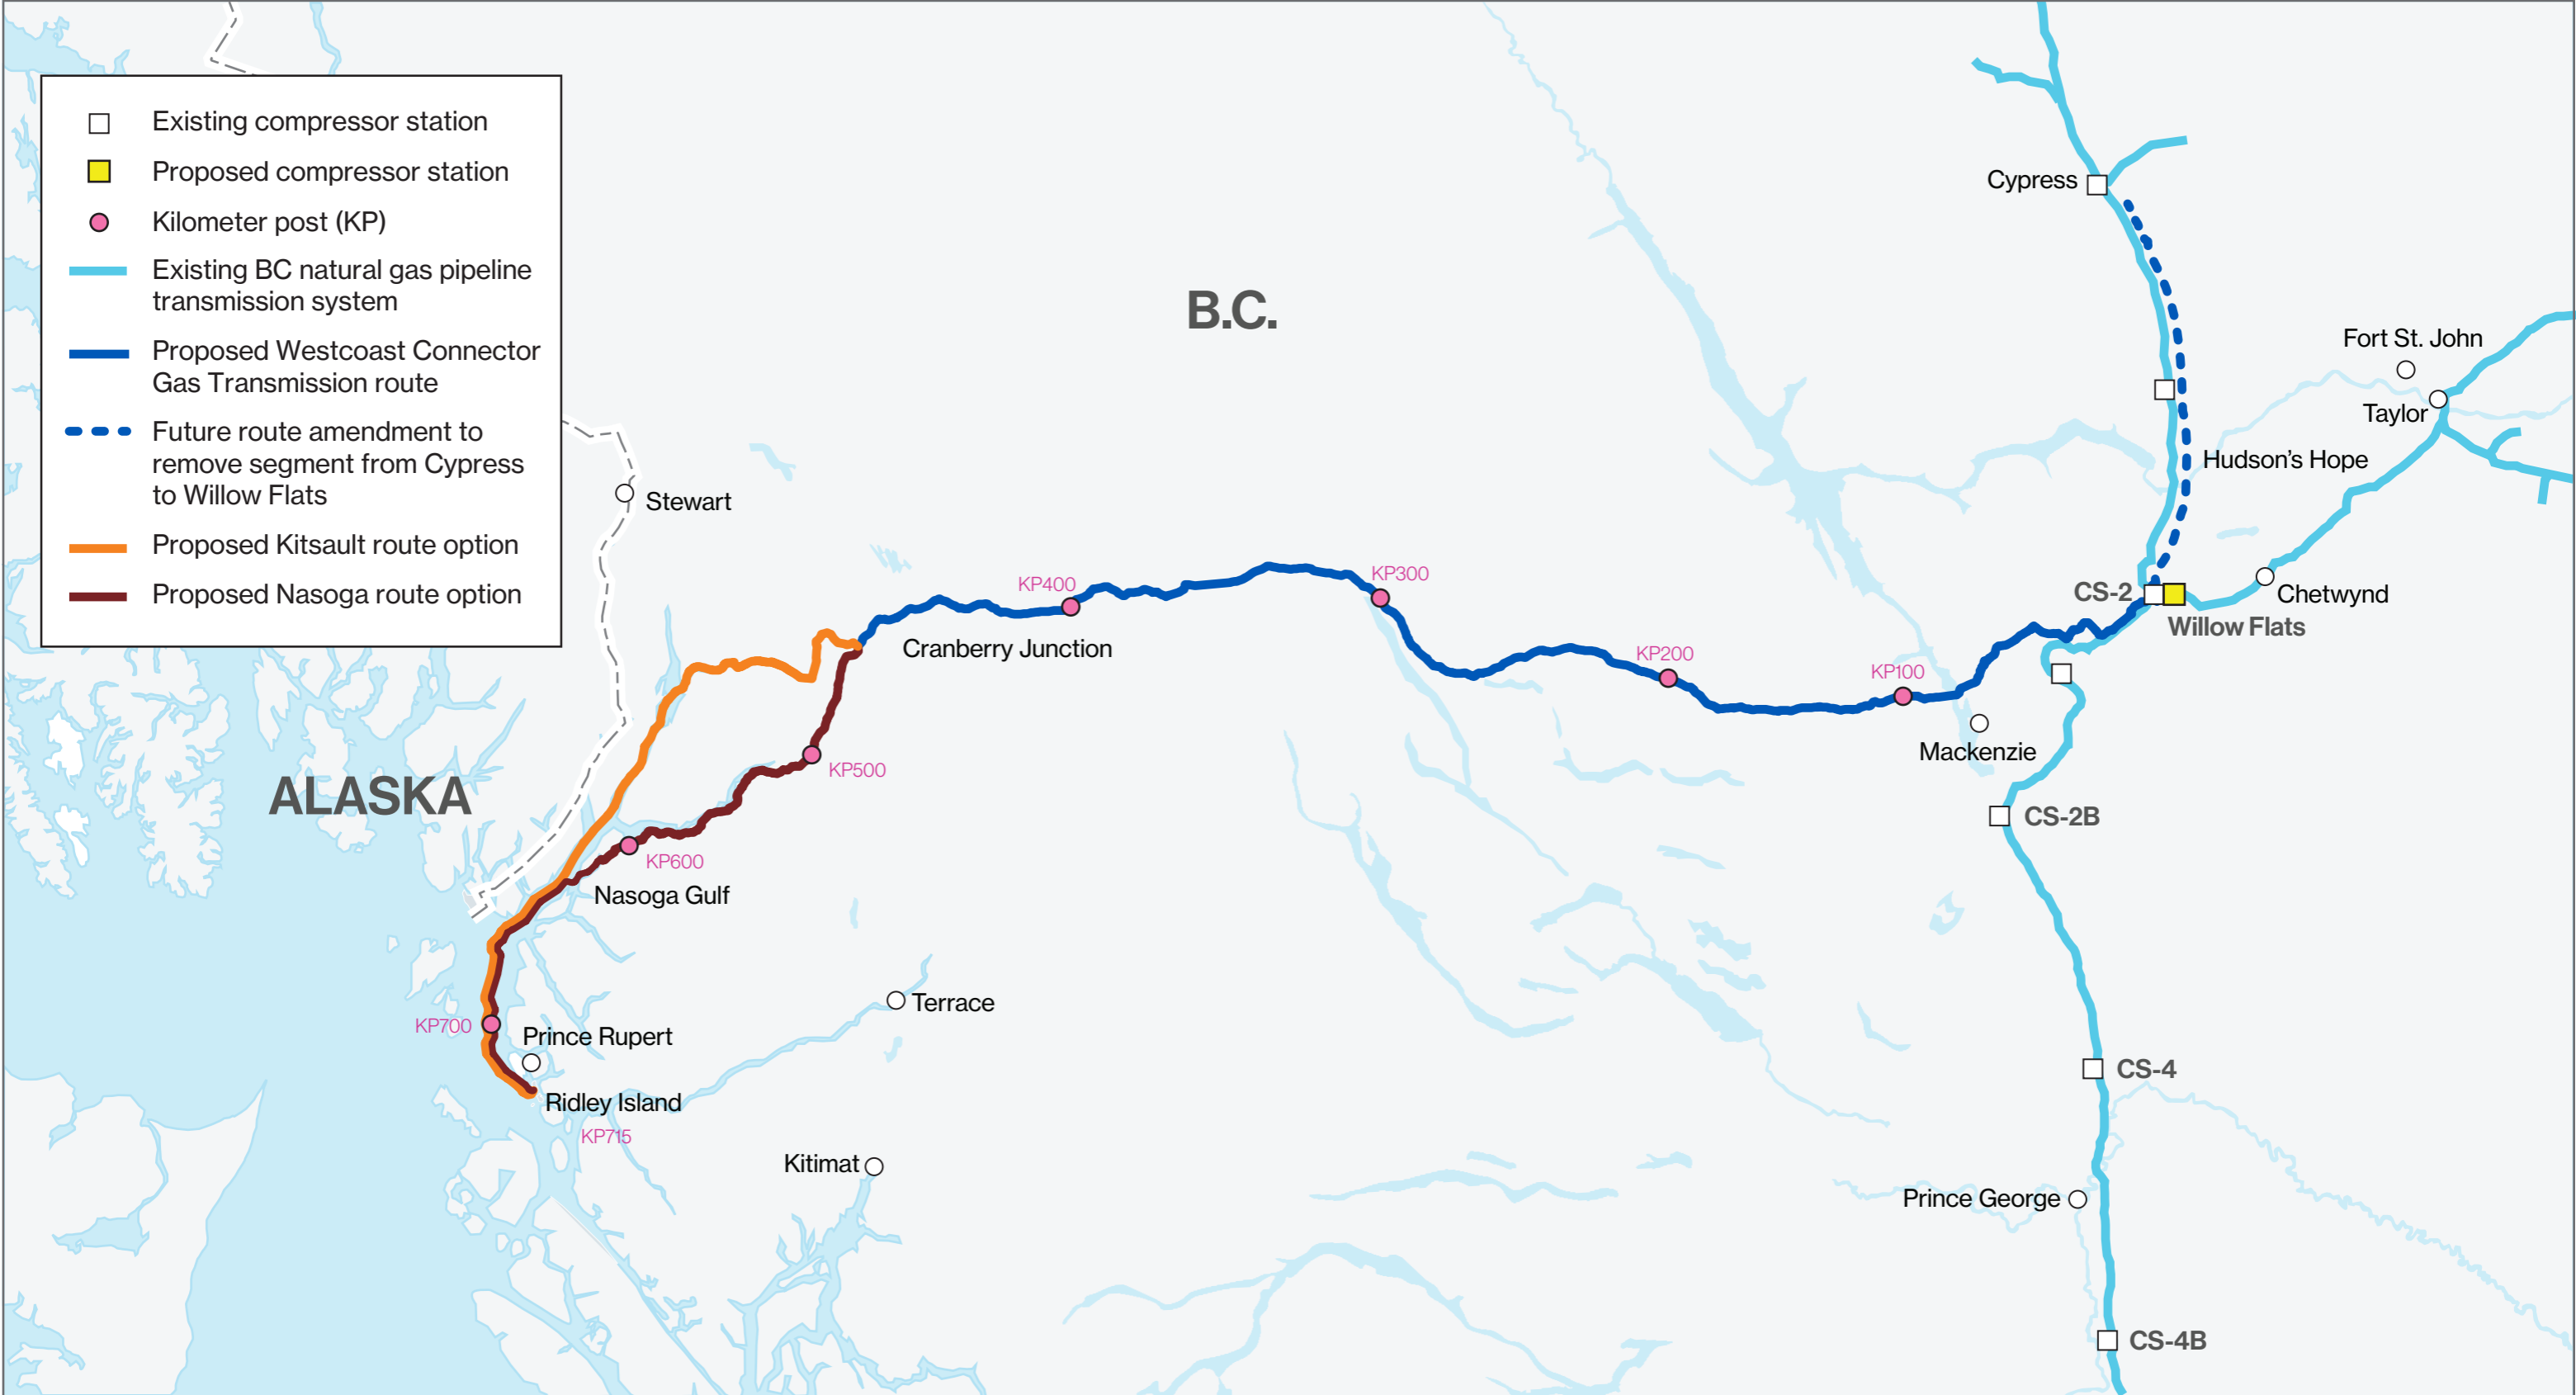 Existing compressor station
Proposed compressor station
Kilometer post (KP)
Existing BC natural gas pipeline
transmission system
Proposed Westcoast Connector
Gas Transmission route
Future route amendment to
remove segment from Cypress
to Willow Flats
Proposed Kitsault route option
Proposed Nasoga route option
B.C.
ALASKA
Cypress
Fort St. John
Taylor
Hudson's Hope
Stewart
KP400
KP300
CS-2
Chetwynd
Willow Flats
Cranberry Junction
KP200
KP100
Mackenzie
KP500
CS-2B
KP600
Nasoga Gulf
Terrace
KP700
Prince Rupert
CS-4
Ridley Island
KP715
Kitimat
Prince George
CS-4B